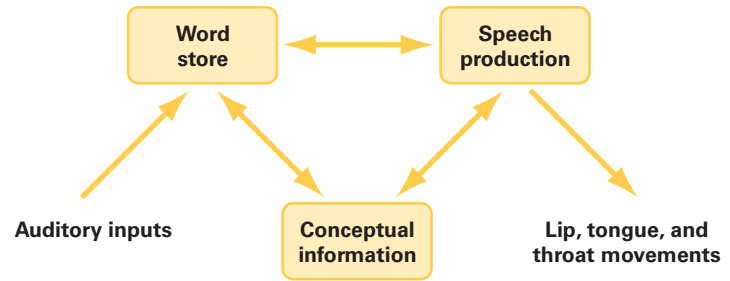 Word
store
Speech
production
Auditory inputs
Conceptual
information
Lip, tongue, and
throat movements